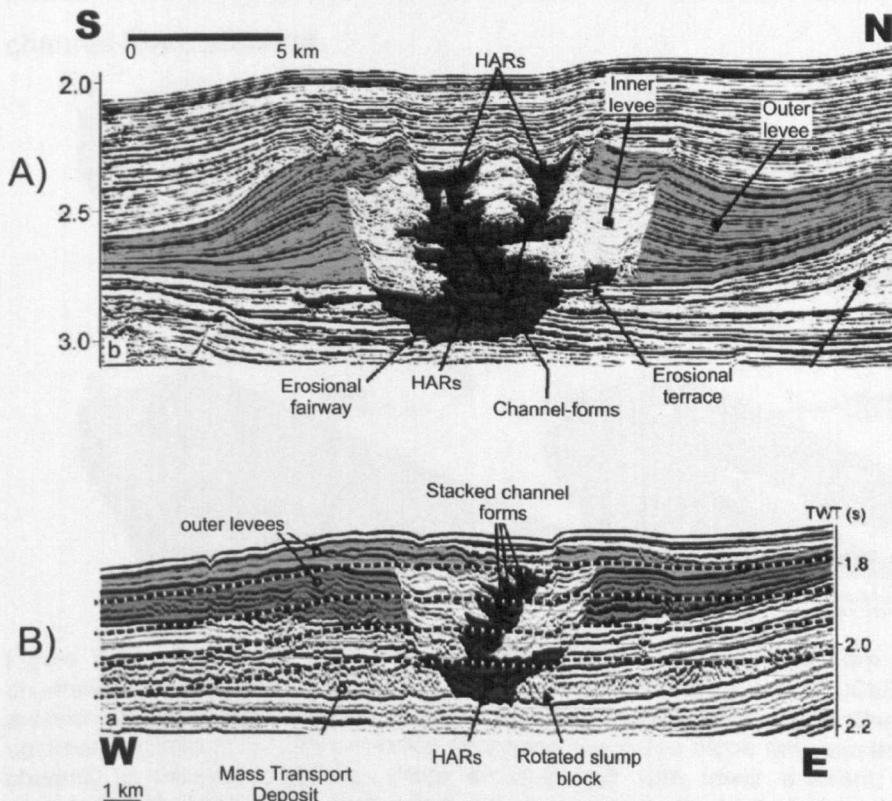 S
N
0 5 km
HARs
Inner
levee
Outer
levee
2.0
A)
2.5
3.0
b
Erosional
fairway
HARs
Channel-forms
Erosional
terrace
Stacked channel
forms
outer levees
TWT (s)
1.8
B)
2.0
a
2.2
W
E
HARs
Rotated slump
block
Mass Transport
Deposit
1 km